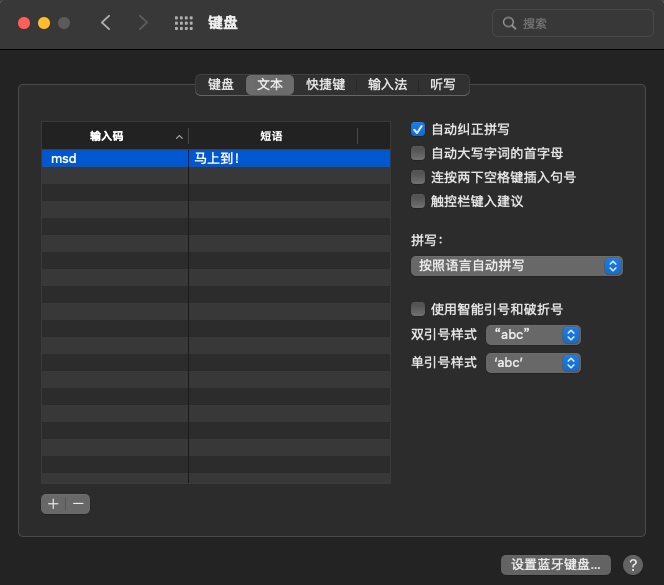 键盘
搜索
键盘 文本 快捷键 输入法 听写
输入码 短语
msd 马上到！
自动纠正拼写
自动大写字词的首字母
连按两下空格键插入句号
触控栏键入建议
拼写：
按照语言自动拼写
使用智能引号和破折号
双引号样式 “abc”
单引号样式 ‘abc’
设置蓝牙键盘... ?